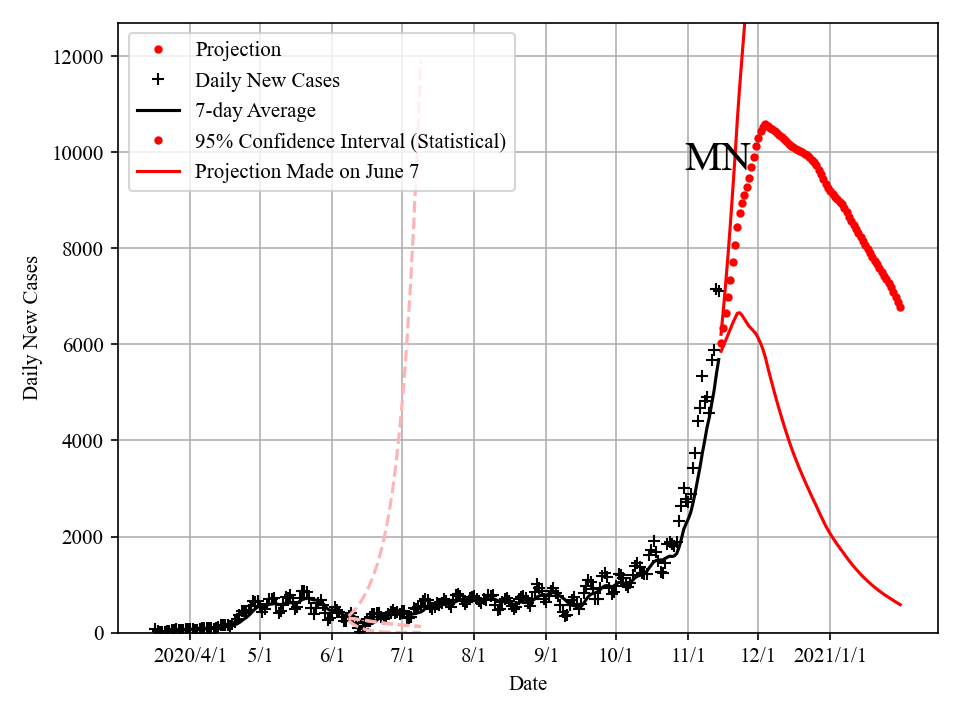 12000
10000
8000
6000
4000
2000
0
Daily New Cases
Projection
Daily New Cases
7-day Average
95% Confidence Interval (Statistical)
Projection Made on June 7
MN
2020/4/1 5/1 6/1 7/1 8/1 9/1 10/1 11/1 12/1 2021/1/1
Date